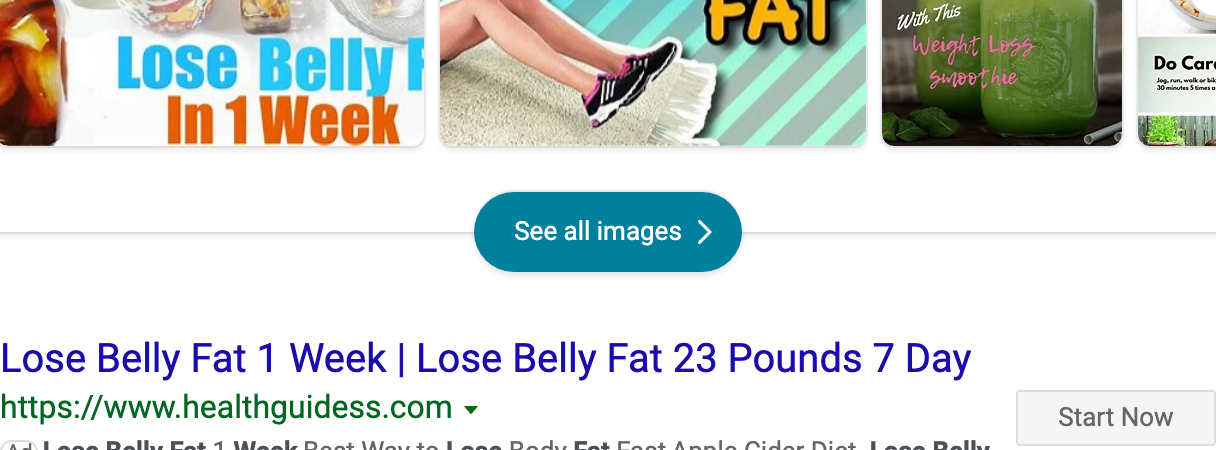 FAT
With This
Weight Loss
smoothie
Lose Belly F
In 1 Week
Do Car
Jog, run, walk or bik
30 minutes 5 times a
See all images
Lose Belly Fat 1 Week | Lose Belly Fat 23 Pounds 7 Day
https://www.healthguidess.com
Start Now
Ad Lose Belly Fat 1 Week Best Way to Lose Body Fat Fast Apple Cider Diet. Lose Belly